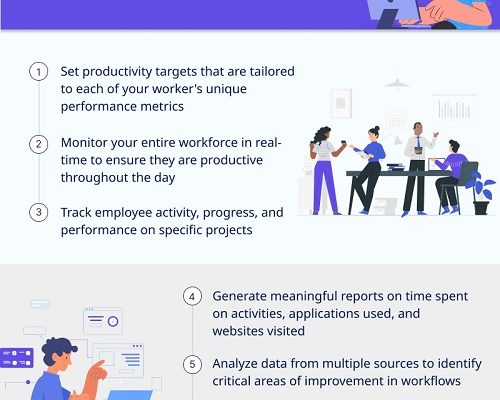 1
Set productivity targets that are tailored
to each of your worker's unique
performance metrics
2
Monitor your entire workforce in real-
time to ensure they are productive
throughout the day
3
Track employee activity, progress, and
performance on specific projects
4
Generate meaningful reports on time spent
on activities, applications used, and
websites visited
5
Analyze data from multiple sources to identify
critical areas of improvement in workflows